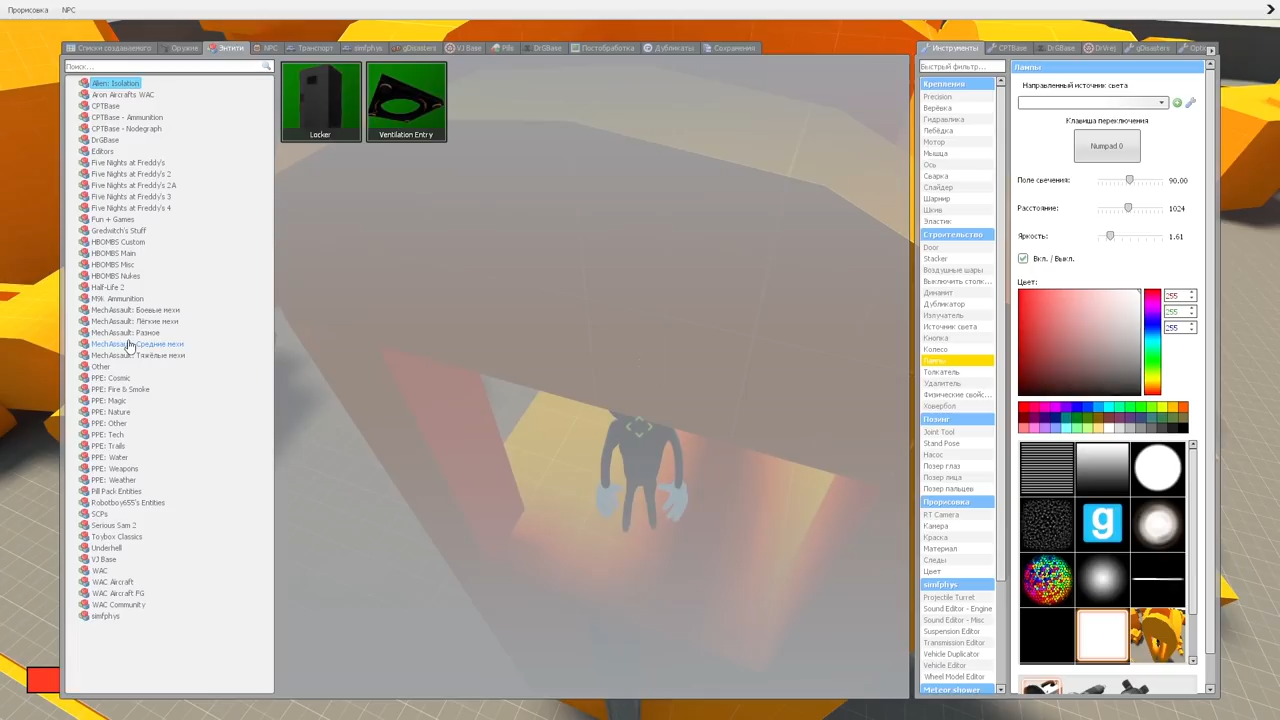 Прорисовка
NPC
Списки создаваемого
Оружие
Энтити
NPC
Транспорт
simfphys
gDisasters
VJ Base
Pills
DrGBase
Постобработка
Дубликаты
Сохранения
Поиск...
Alien: Isolation
Aron Aircrafts WAC
CPTBase
CPTBase - Ammunition
CPTBase - Nodegraph
DrGBase
Editors
Five Nights at Freddy's
Five Nights at Freddy's 2
Five Nights at Freddy's 2A
Five Nights at Freddy's 3
Five Nights at Freddy's 4
Fun + Games
Gredwitch's Stuff
HBOMBS Custom
HBOMBS Main
HBOMBS Misc
HBOMBS Nukes
Half-Life 2
M9k Ammunition
MechAssault: Боевые мехи
MechAssault: Лёгкие мехи
MechAssault: Разное
MechAssault: Средние мехи
MechAssault: Тяжёлые мехи
Other
PPE: Cosmic
PPE: Fire & Smoke
PPE: Magic
PPE: Nature
PPE: Other
PPE: Tech
PPE: Trails
PPE: Water
PPE: Weapons
PPE: Weather
Pill Pack Entities
Robotboy655's Entities
SCPs
Serious Sam 2
Toybox Classics
Underhell
VJ Base
WAC
WAC Aircraft
WAC Aircraft FG
WAC Community
simfphys
Locker
Ventilation Entry
Инструменты
CPTBase
DrGBase
DrVrej
gDisasters
Opti
Быстрый фильтр...
Крепления
Precision
Верёвка
Гидравлика
Лебёдка
Мотор
Мышца
Ось
Сварка
Слайдер
Шарнир
Шкив
Эластик
Строительство
Door
Stacker
Воздушные шары
Выключить столк...
Динамит
Дубликатор
Излучатель
Источник света
Кнопка
Колесо
Лампы
Толкатель
Удалитель
Физические свойс...
Ховербол
Позинг
Joint Tool
Stand Pose
Насос
Позер глаз
Позер лица
Позер пальцев
Прорисовка
RT Camera
Камера
Краска
Материал
Следы
Цвет
simfphys
Projectile Turret
Sound Editor - Engine
Sound Editor - Misc
Suspension Editor
Transmission Editor
Vehicle Duplicator
Vehicle Editor
Wheel Model Editor
Meteor shower
Лампы
Направленный источник света
Клавиша переключения
Numpad 0
Поле свечения: 90.00
Расстояние: 1024
Яркость: 1.61
Вкл. / Выкл.
Цвет:
255
255
255
g